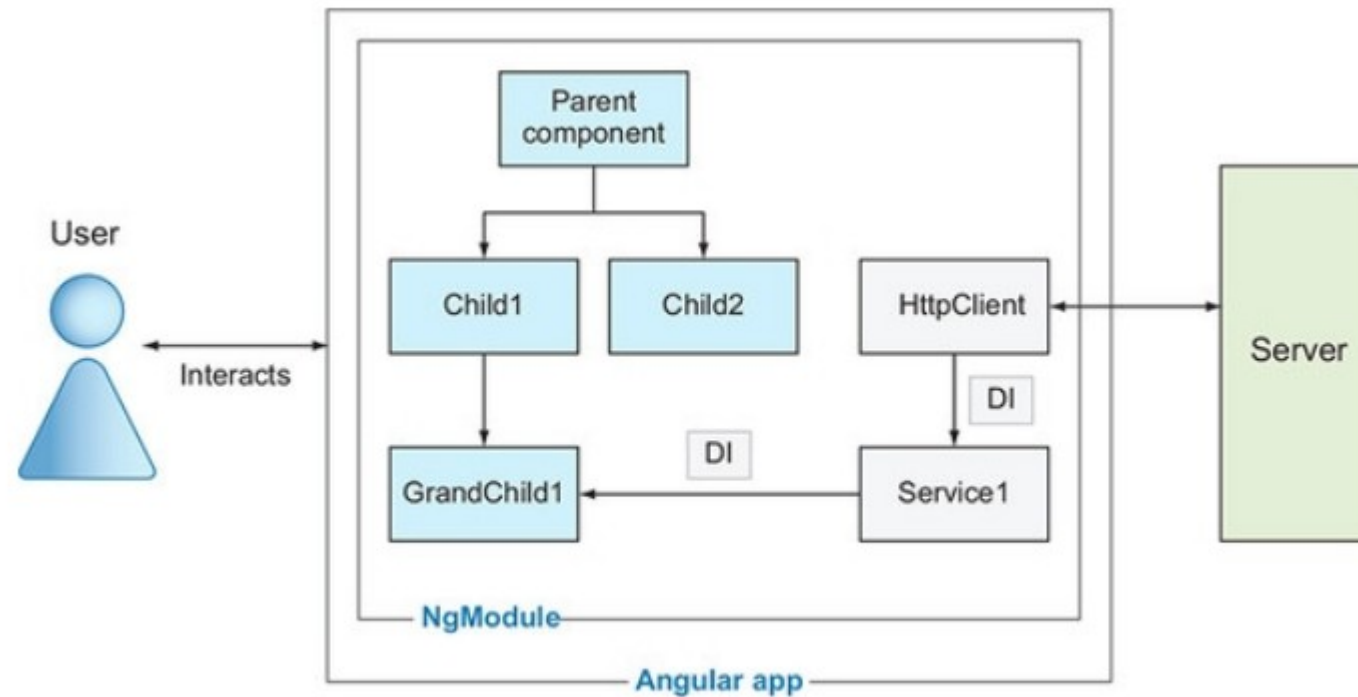 Parent
component
User
Child1
Child2
HttpClient
Interacts
Server
DI
DI
GrandChild1
Service1
NgModule
Angular app